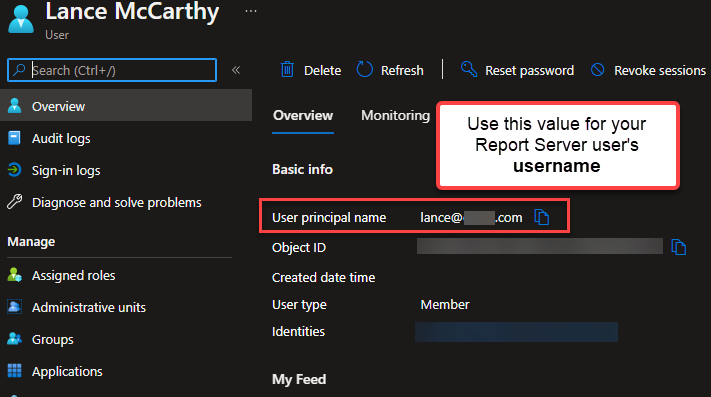 Lance McCarthy ...
User
Search (Ctrl+/) «
Delete Refresh Reset password Revoke sessions
Overview
Audit logs
Sign-in logs
Diagnose and solve problems
Manage
Assigned roles
Administrative units
Groups
Applications
Overview Monitoring
Use this value for your
Report Server user's
username
Basic info
User principal name lance@ .com
Object ID
Created date time
User type Member
Identities
My Feed